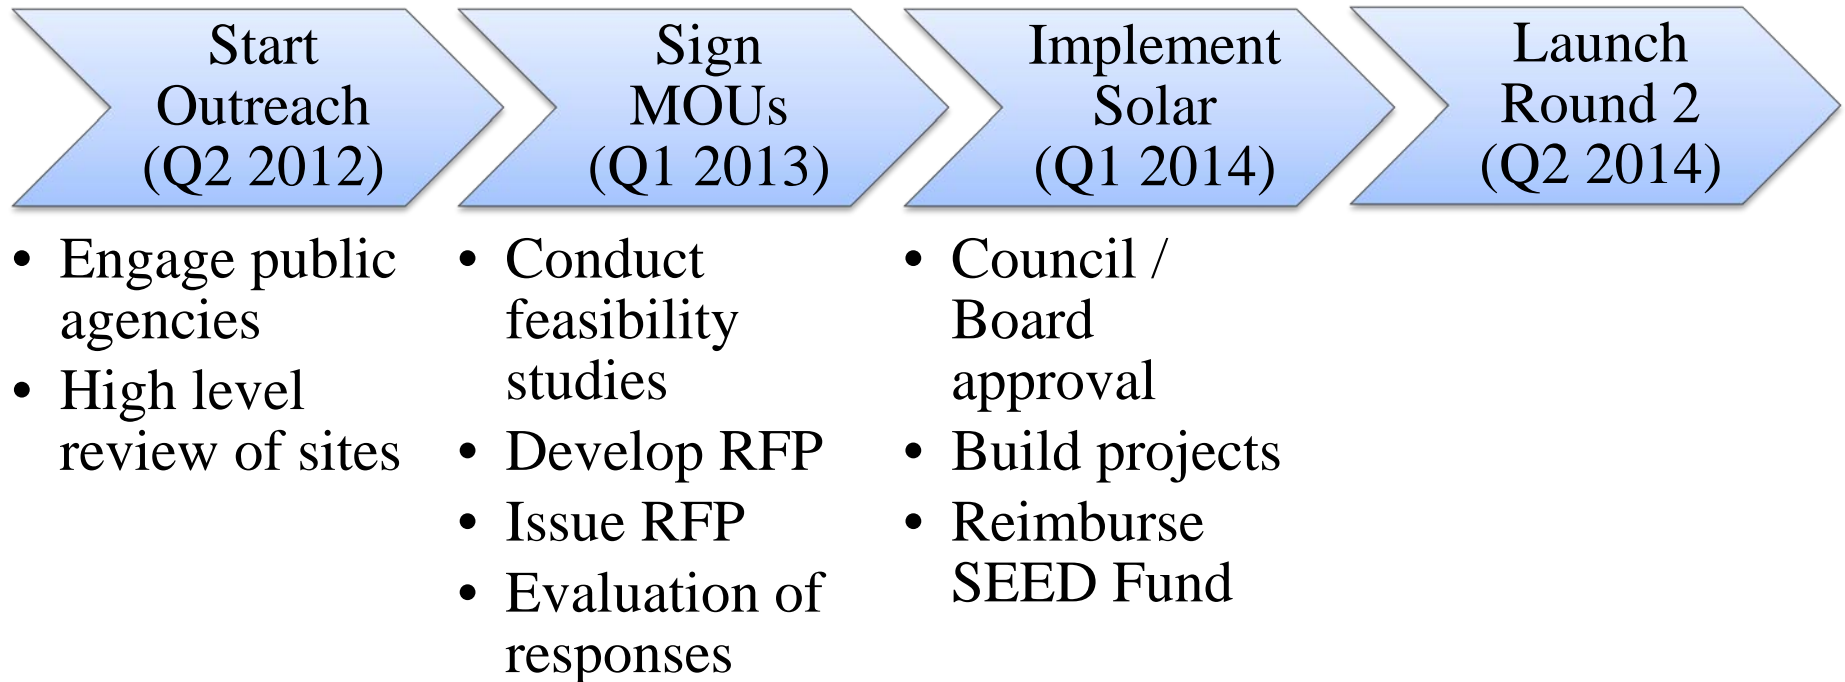 Start
Outreach
(Q2 2012)
• Engage public
agencies
• High level
review of sites
Sign
MOUs
(Q1 2013)
• Conduct
feasibility
studies
• Develop RFP
• Issue RFP
• Evaluation of
responses
Implement
Solar
(Q1 2014)
• Council /
Board
approval
• Build projects
• Reimburse
SEED Fund
Launch
Round 2
(Q2 2014)